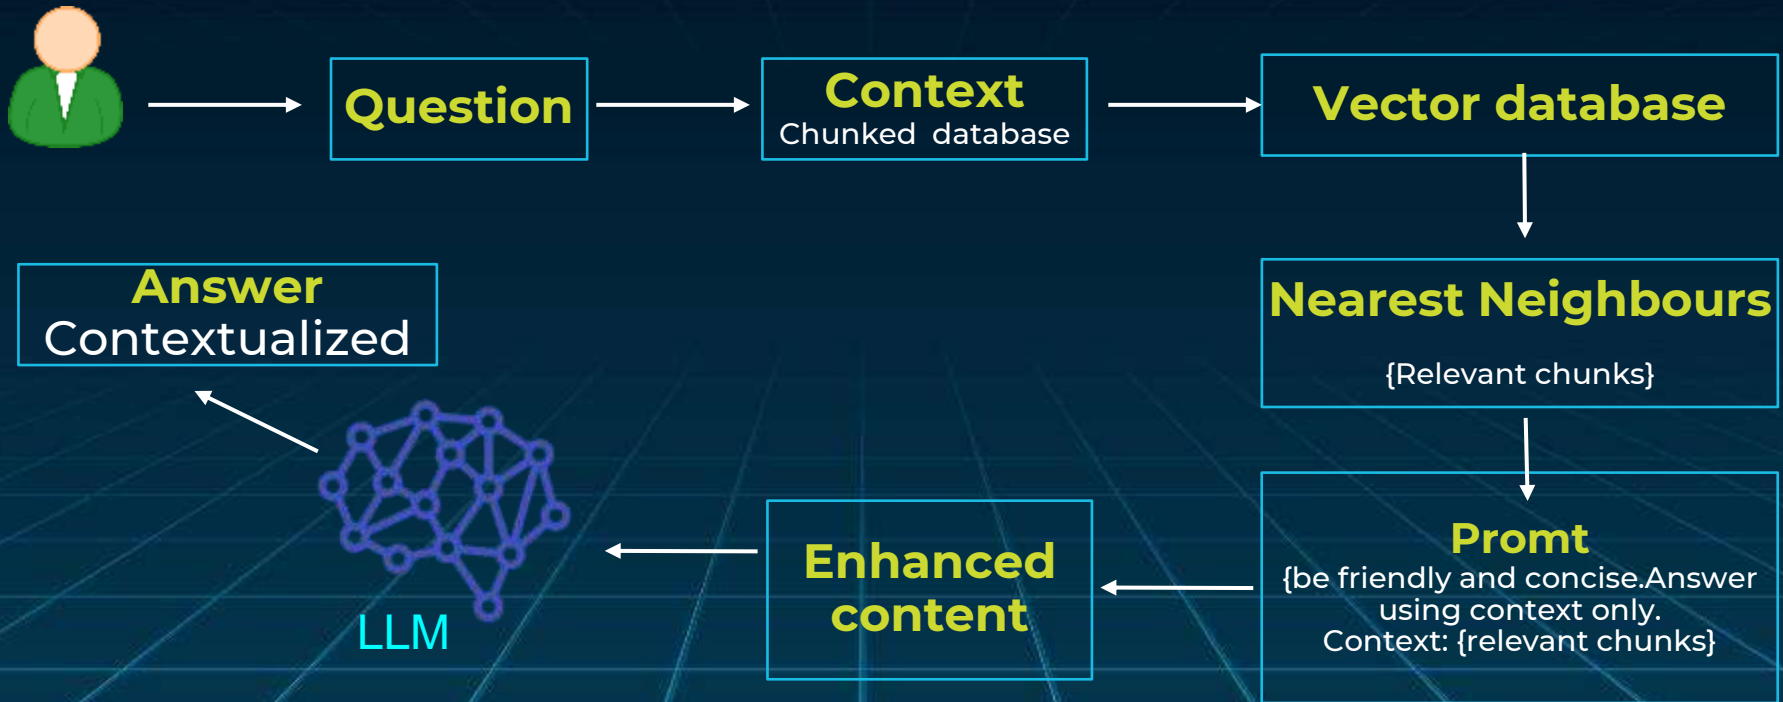 Question
Context
Chunked database
Vector database
Nearest Neighbours
{Relevant chunks}
Promt
{be friendly and concise.Answer
using context only.
Context: {relevant chunks}
Enhanced
content
LLM
Answer
Contextualized